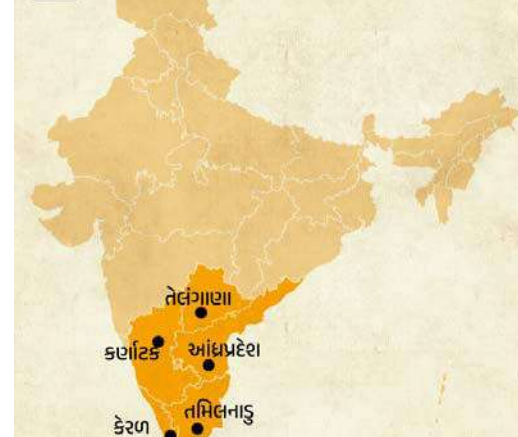 તેલંગાણા
કર્ણાટક
આંધ્રપ્રદેશ
તમિલનાડુ
કેરળ